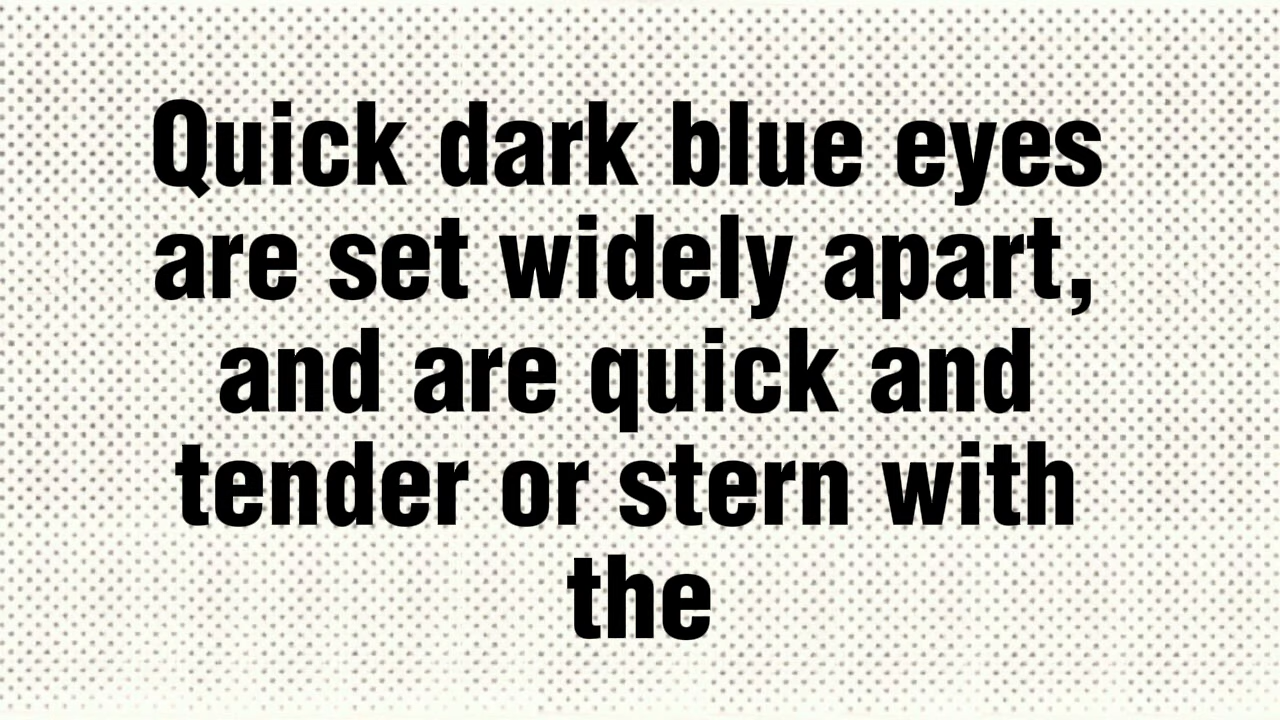 Quick dark blue eyes
are set widely apart,
and are quick and
tender or stern with
the